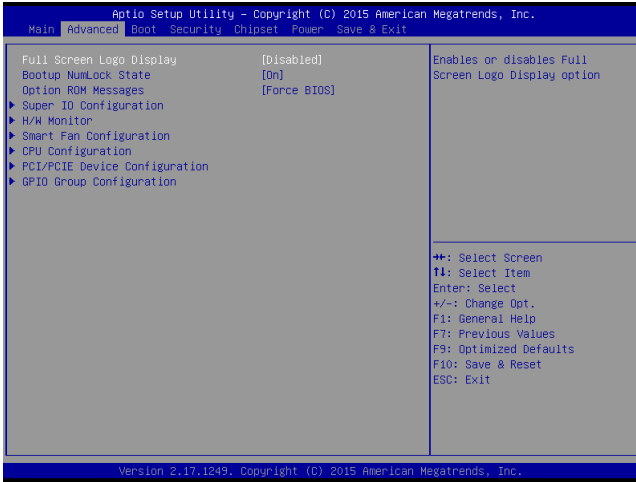 Aptio Setup Utility – Copyright (C) 2015 American Megatrends, Inc.
Main Advanced Boot Security Chipset Power Save & Exit
Full Screen Logo Display [Disabled]
Bootup NumLock State [On]
Option ROM Messages [Force BIOS]
Super IO Configuration
H/W Monitor
Smart Fan Configuration
CPU Configuration
PCI/PCIE Device Configuration
GPIO Group Configuration
Enables or disables Full
Screen Logo Display option
→←: Select Screen
↑↓: Select Item
Enter: Select
+/-: Change Opt.
F1: General Help
F7: Previous Values
F9: Optimized Defaults
F10: Save & Reset
ESC: Exit
Version 2.17.1249. Copyright (C) 2015 American Megatrends, Inc.